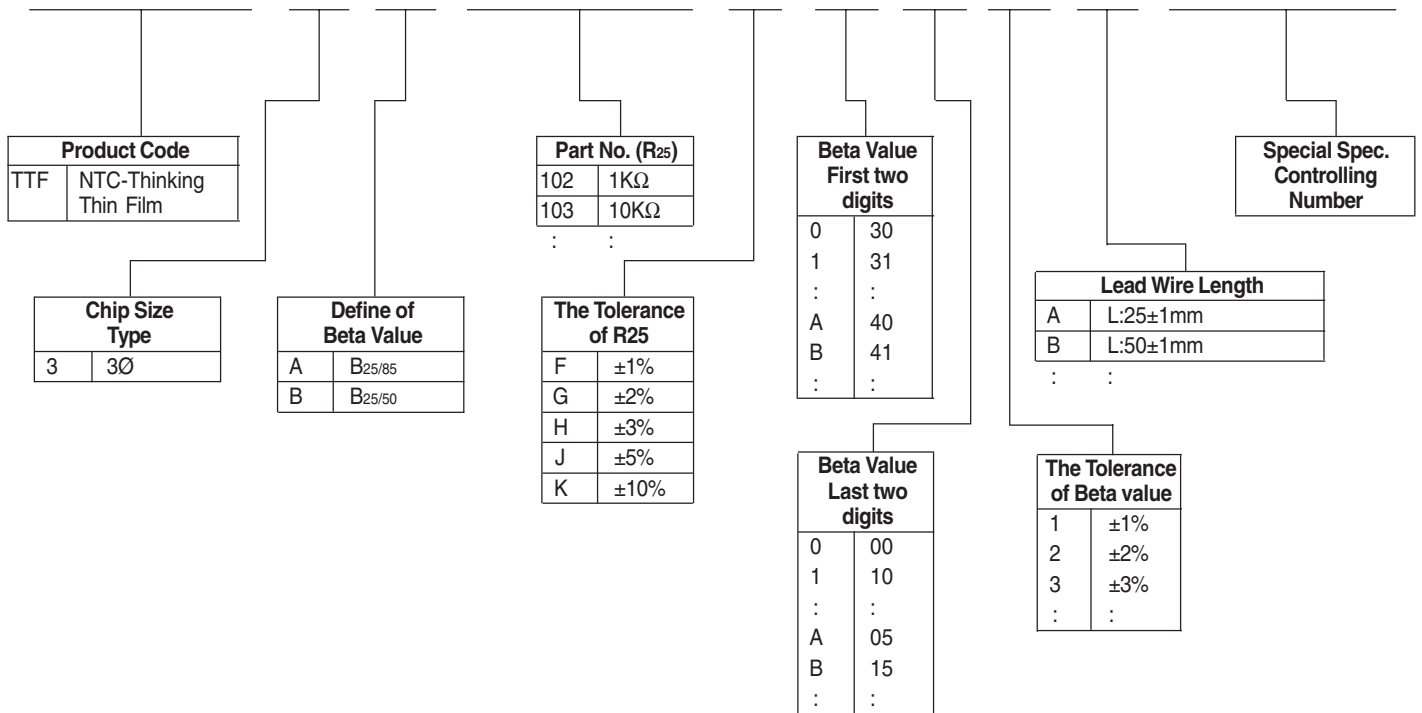 Product Code
TTF NTC-Thinking
Thin Film
Part No. (R25)
102 1KΩ
103 10KΩ
: :
Beta Value
First two
digits
0 30
1 31
: :
A 40
B 41
: :
Special Spec.
Controlling
Number
Chip Size
Type
3 3Ø
Define of
Beta Value
A B25/85
B B25/50
The Tolerance
of R25
F ±1%
G ±2%
H ±3%
J ±5%
K ±10%
Lead Wire Length
A L:25±1mm
B L:50±1mm
: :
Beta Value
Last two
digits
0 00
1 10
: :
A 05
B 15
: :
The Tolerance
of Beta value
1 ±1%
2 ±2%
3 ±3%
: :